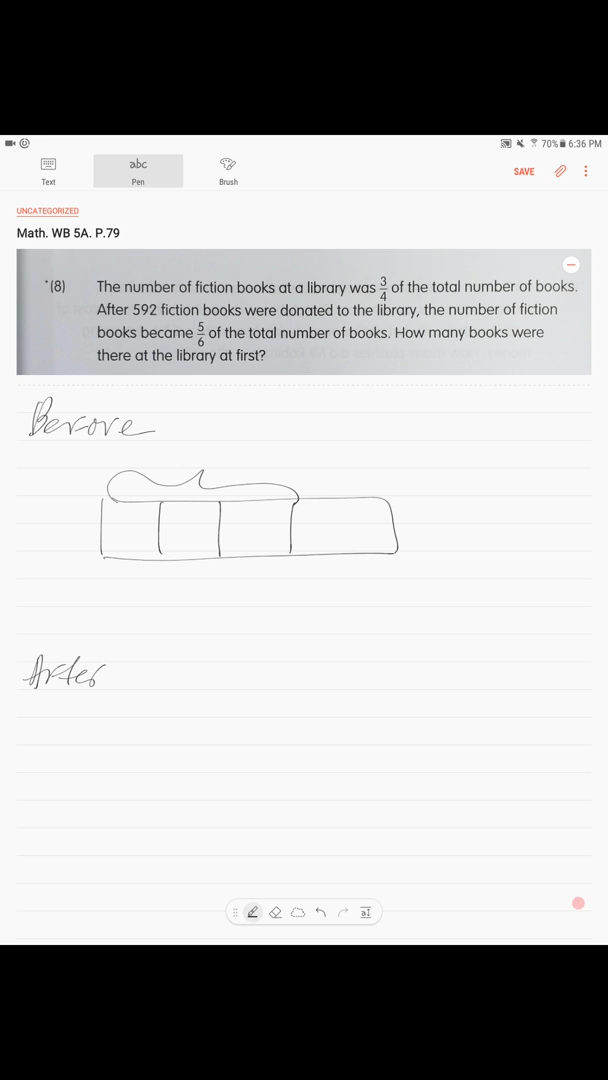 70% 6:36 PM
Text
abc
Pen
Brush
SAVE
UNCATEGORIZED
Math. WB 5A. P.79
*(8) The number of fiction books at a library was 3/4 of the total number of books.
After 592 fiction books were donated to the library, the number of fiction
books became 5/6 of the total number of books. How many books were
there at the library at first?
Before
After